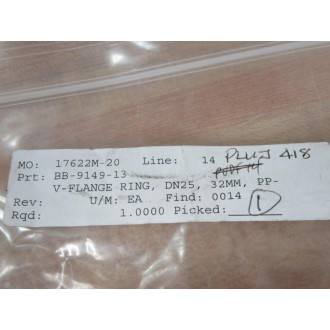 MO: 17622M-20 Line: 14 PLUJ 418
Prt: BB-9149-13
V-FLANGE RING, DN25, 32MM, PP-
Rev: U/M: EA Find: 0014
Rqd: 1.0000 Picked: 1